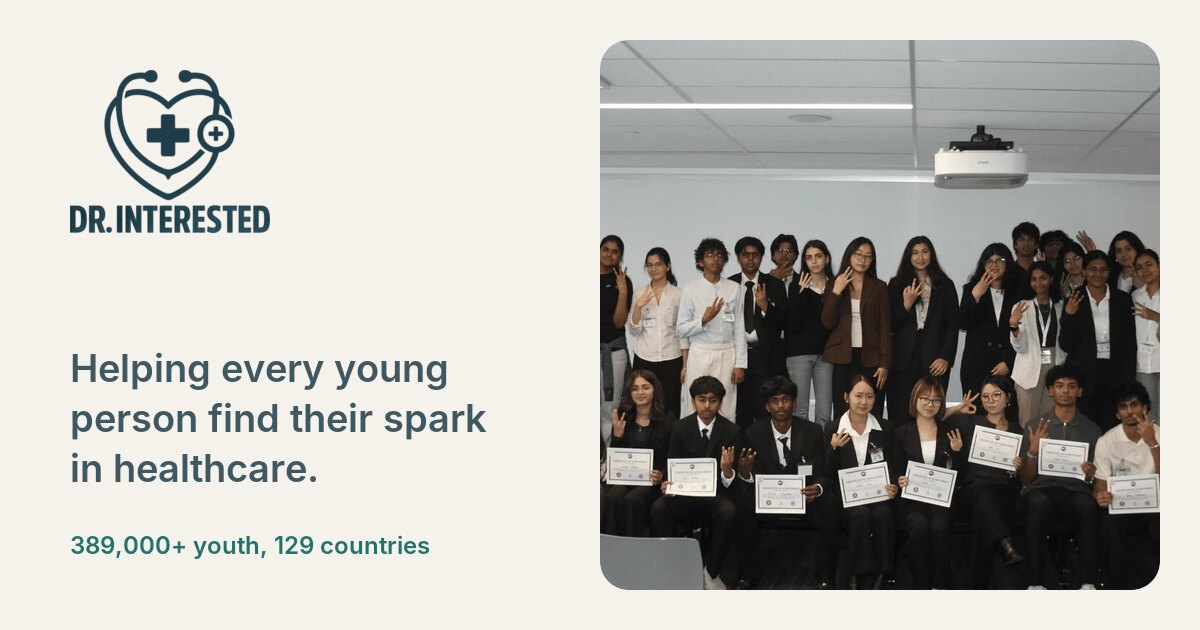 DR. INTERESTED
Helping every young
person find their spark
in healthcare.
389,000+ youth, 129 countries